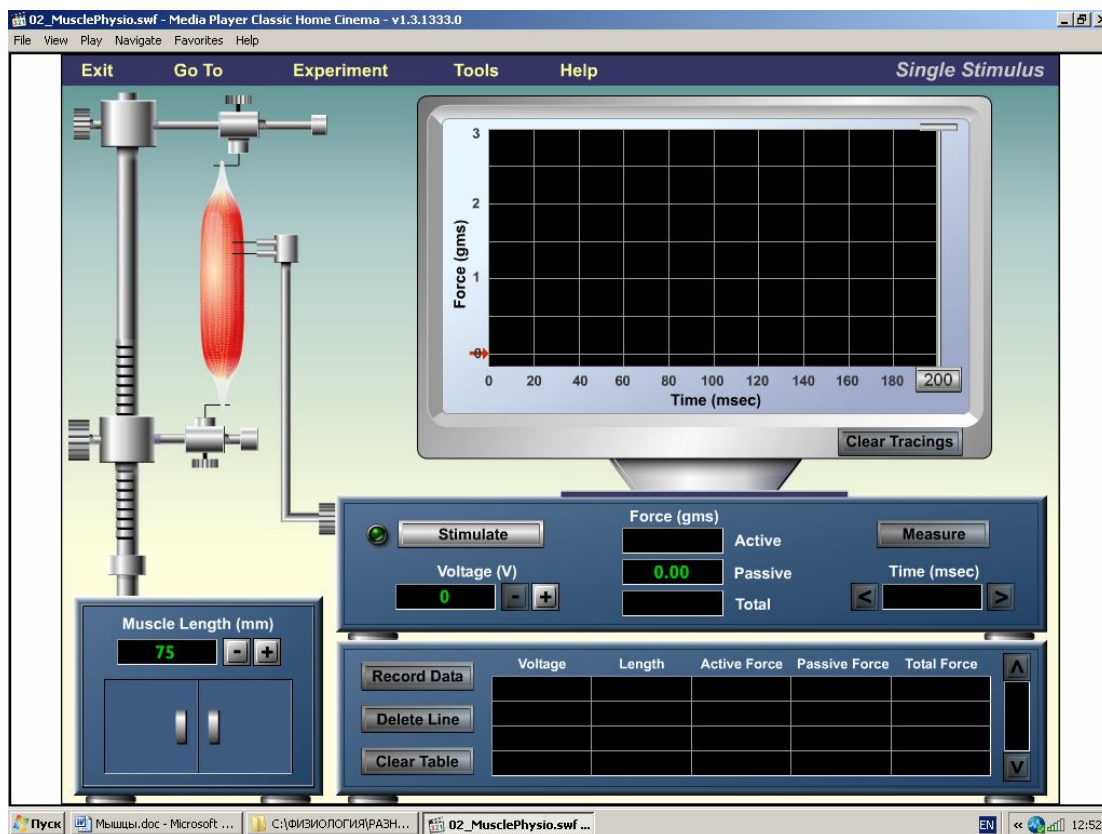 02_MusclePhysio.swf - Media Player Classic Home Cinema - v1.3.1333.0
File View Play Navigate Favorites Help
Exit Go To Experiment Tools Help Single Stimulus
3
2
1
0
Force (gms)
0 20 40 60 80 100 120 140 160 180 200
Time (msec)
Clear Tracings
Force (gms)
Stimulate Active Measure
Voltage (V) 0.00 Passive Time (msec)
0 - + Total < >
Muscle Length (mm)
75 - +
Voltage Length Active Force Passive Force Total Force
Record Data
Delete Line
Clear Table
Пуск Мышцы.doc - Microsoft ... C:\ФИЗИОЛОГИЯ\РАЗН... 02_MusclePhysio.swf ... EN « 12:52